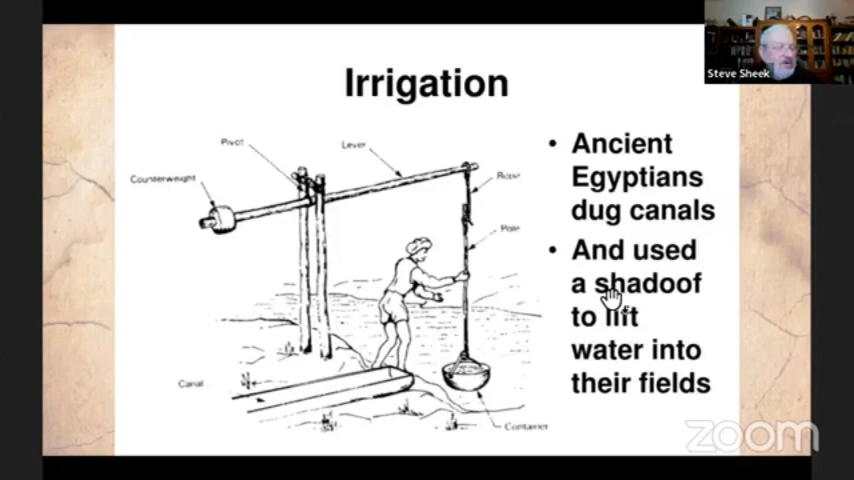 Steve Sheek
Irrigation
Pivot
Lever
Counterweight
Rope
Pole
Canal
Container
• Ancient
Egyptians
dug canals
• And used
a shadoof
to lift
water into
their fields
zoom